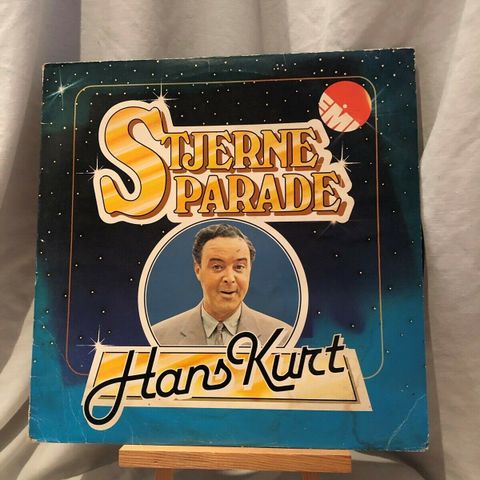 EMI
STJERNE
PARADE
Hans Kurt